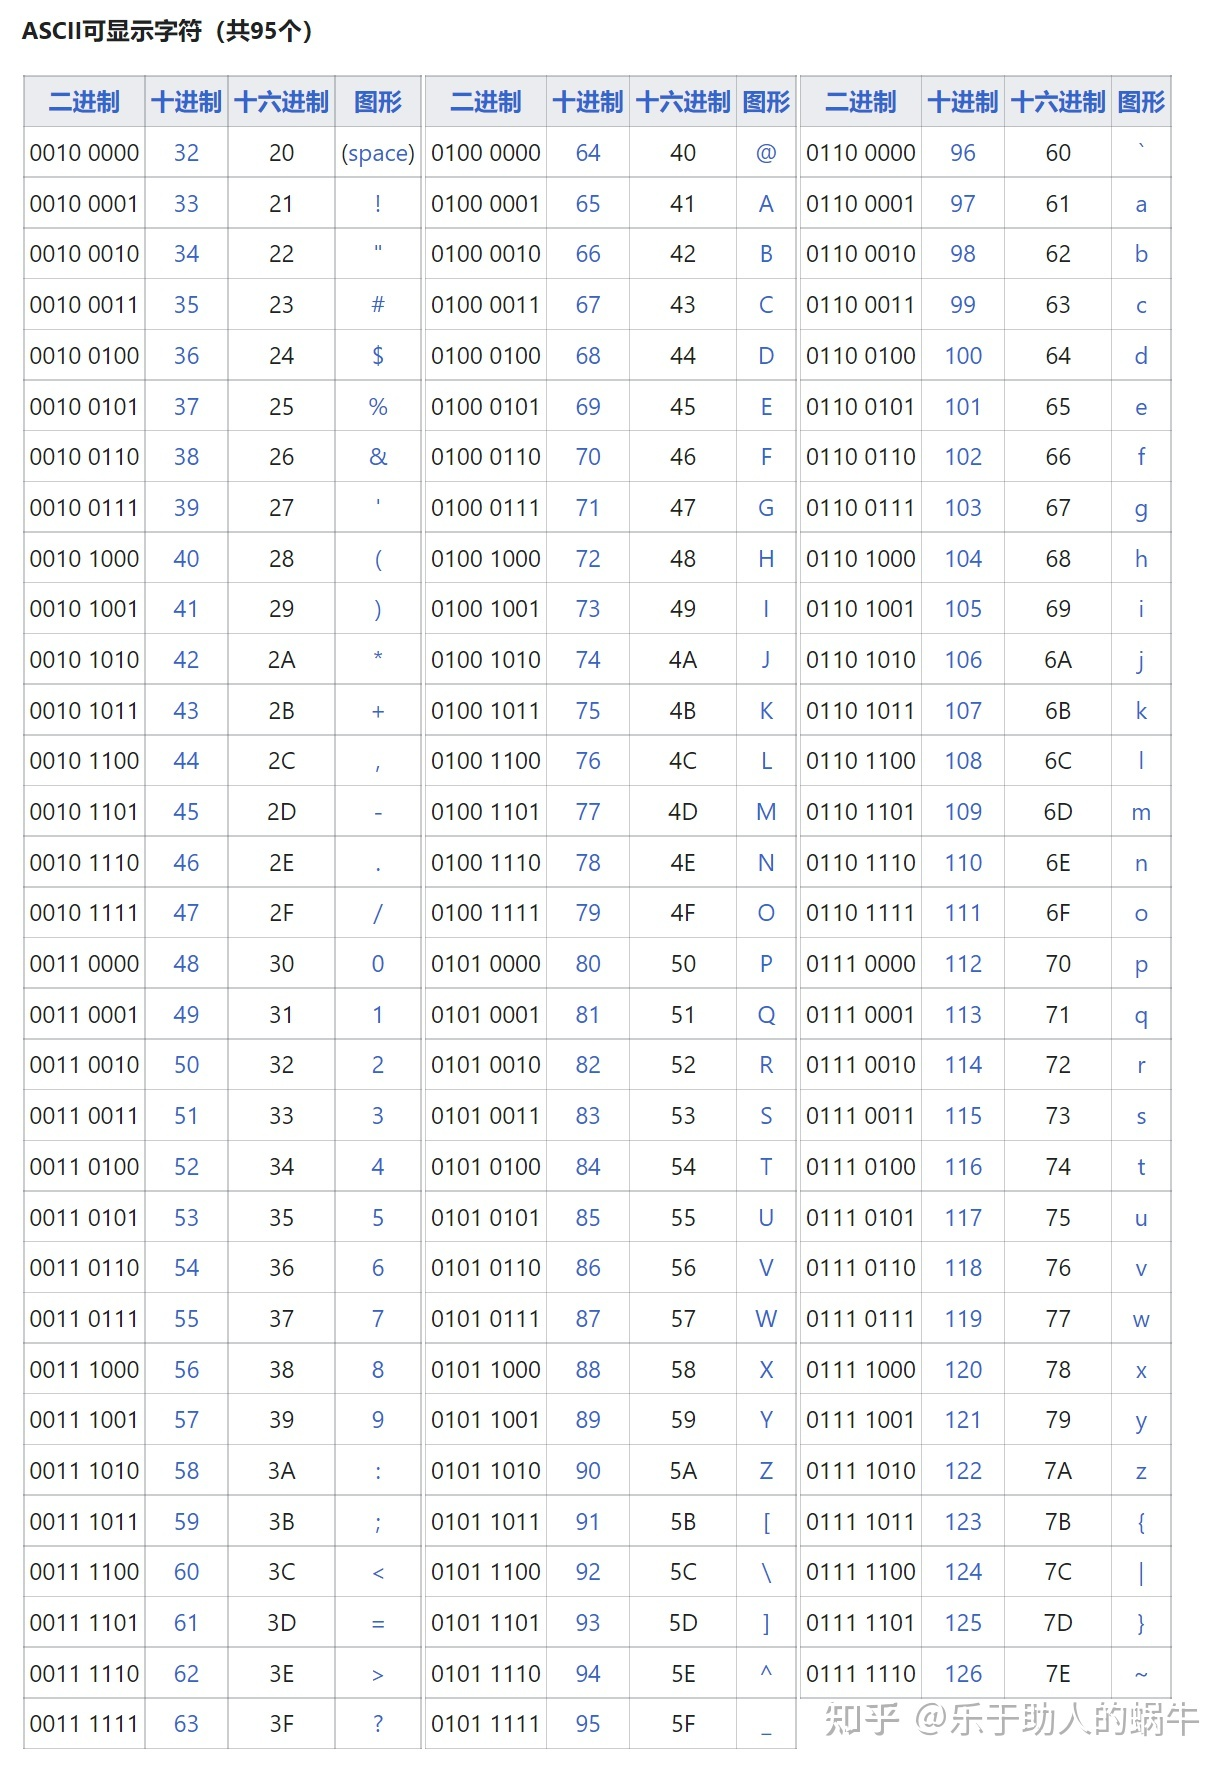 ASCII可显示字符（共95个）
二进制 十进制 十六进制 图形 二进制 十进制 十六进制 图形 二进制 十进制 十六进制 图形
0010 0000 32 20 (space) 0100 0000 64 40 @ 0110 0000 96 60 `
0010 0001 33 21 ! 0100 0001 65 41 A 0110 0001 97 61 a
0010 0010 34 22 " 0100 0010 66 42 B 0110 0010 98 62 b
0010 0011 35 23 # 0100 0011 67 43 C 0110 0011 99 63 c
0010 0100 36 24 $ 0100 0100 68 44 D 0110 0100 100 64 d
0010 0101 37 25 % 0100 0101 69 45 E 0110 0101 101 65 e
0010 0110 38 26 & 0100 0110 70 46 F 0110 0110 102 66 f
0010 0111 39 27 ' 0100 0111 71 47 G 0110 0111 103 67 g
0010 1000 40 28 ( 0100 1000 72 48 H 0110 1000 104 68 h
0010 1001 41 29 ) 0100 1001 73 49 I 0110 1001 105 69 i
0010 1010 42 2A * 0100 1010 74 4A J 0110 1010 106 6A j
0010 1011 43 2B + 0100 1011 75 4B K 0110 1011 107 6B k
0010 1100 44 2C , 0100 1100 76 4C L 0110 1100 108 6C l
0010 1101 45 2D - 0100 1101 77 4D M 0110 1101 109 6D m
0010 1110 46 2E . 0100 1110 78 4E N 0110 1110 110 6E n
0010 1111 47 2F / 0100 1111 79 4F O 0110 1111 111 6F o
0011 0000 48 30 0 0101 0000 80 50 P 0111 0000 112 70 p
0011 0001 49 31 1 0101 0001 81 51 Q 0111 0001 113 71 q
0011 0010 50 32 2 0101 0010 82 52 R 0111 0010 114 72 r
0011 0011 51 33 3 0101 0011 83 53 S 0111 0011 115 73 s
0011 0100 52 34 4 0101 0100 84 54 T 0111 0100 116 74 t
0011 0101 53 35 5 0101 0101 85 55 U 0111 0101 117 75 u
0011 0110 54 36 6 0101 0110 86 56 V 0111 0110 118 76 v
0011 0111 55 37 7 0101 0111 87 57 W 0111 0111 119 77 w
0011 1000 56 38 8 0101 1000 88 58 X 0111 1000 120 78 x
0011 1001 57 39 9 0101 1001 89 59 Y 0111 1001 121 79 y
0011 1010 58 3A : 0101 1010 90 5A Z 0111 1010 122 7A z
0011 1011 59 3B ; 0101 1011 91 5B [ 0111 1011 123 7B {
0011 1100 60 3C < 0101 1100 92 5C \ 0111 1100 124 7C |
0011 1101 61 3D = 0101 1101 93 5D ] 0111 1101 125 7D }
0011 1110 62 3E > 0101 1110 94 5E ^ 0111 1110 126 7E ~
0011 1111 63 3F ? 0101 1111 95 5F _
知乎 @乐于助人的蜗牛